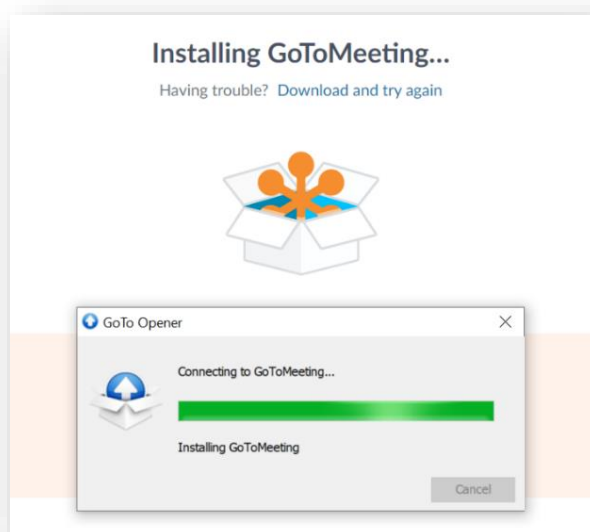 Installing GoToMeeting...
Having trouble? Download and try again
GoTo Opener
Connecting to GoToMeeting...
Installing GoToMeeting
Cancel